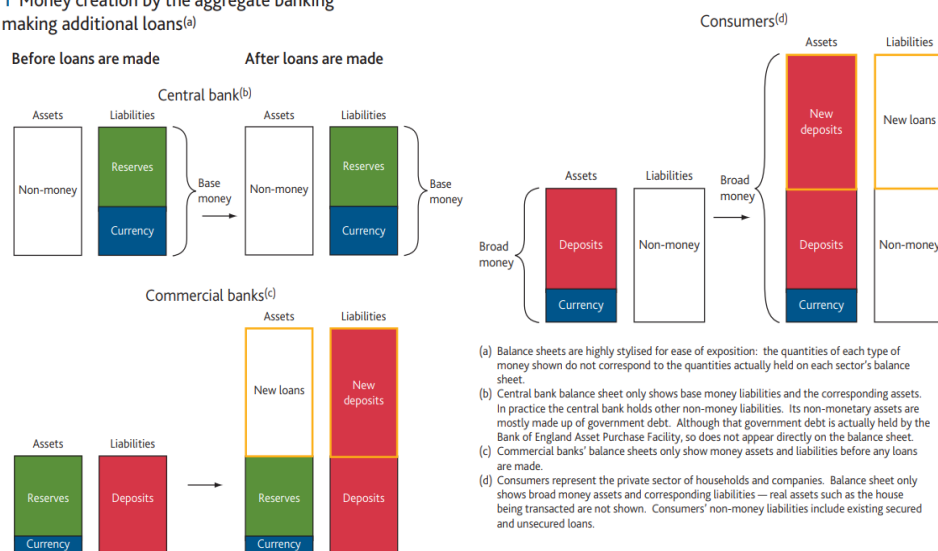 Money creation by the aggregate banking
making additional loans(a)
Before loans are made
After loans are made
Central bank(b)
Assets
Liabilities
Assets
Liabilities
Non-money
Reserves
Currency
Base
money
Non-money
Reserves
Currency
Base
money
Commercial banks(c)
Assets
Liabilities
New loans
New
deposits
Assets
Liabilities
Reserves
Deposits
Currency
Reserves
Deposits
Currency
Consumers(d)
Assets
Liabilities
New
deposits
New loans
Assets
Liabilities
Broad
money
Broad
money
Deposits
Non-money
Currency
Deposits
Non-money
Currency
(a) Balance sheets are highly stylised for ease of exposition: the quantities of each type of
money shown do not correspond to the quantities actually held on each sector's balance
sheet.
(b) Central bank balance sheet only shows base money liabilities and the corresponding assets.
In practice the central bank holds other non-money liabilities. Its non-monetary assets are
mostly made up of government debt. Although that government debt is actually held by the
Bank of England Asset Purchase Facility, so does not appear directly on the balance sheet.
(c) Commercial banks' balance sheets only show money assets and liabilities before any loans
are made.
(d) Consumers represent the private sector of households and companies. Balance sheet only
shows broad money assets and corresponding liabilities — real assets such as the house
being transacted are not shown. Consumers' non-money liabilities include existing secured
and unsecured loans.